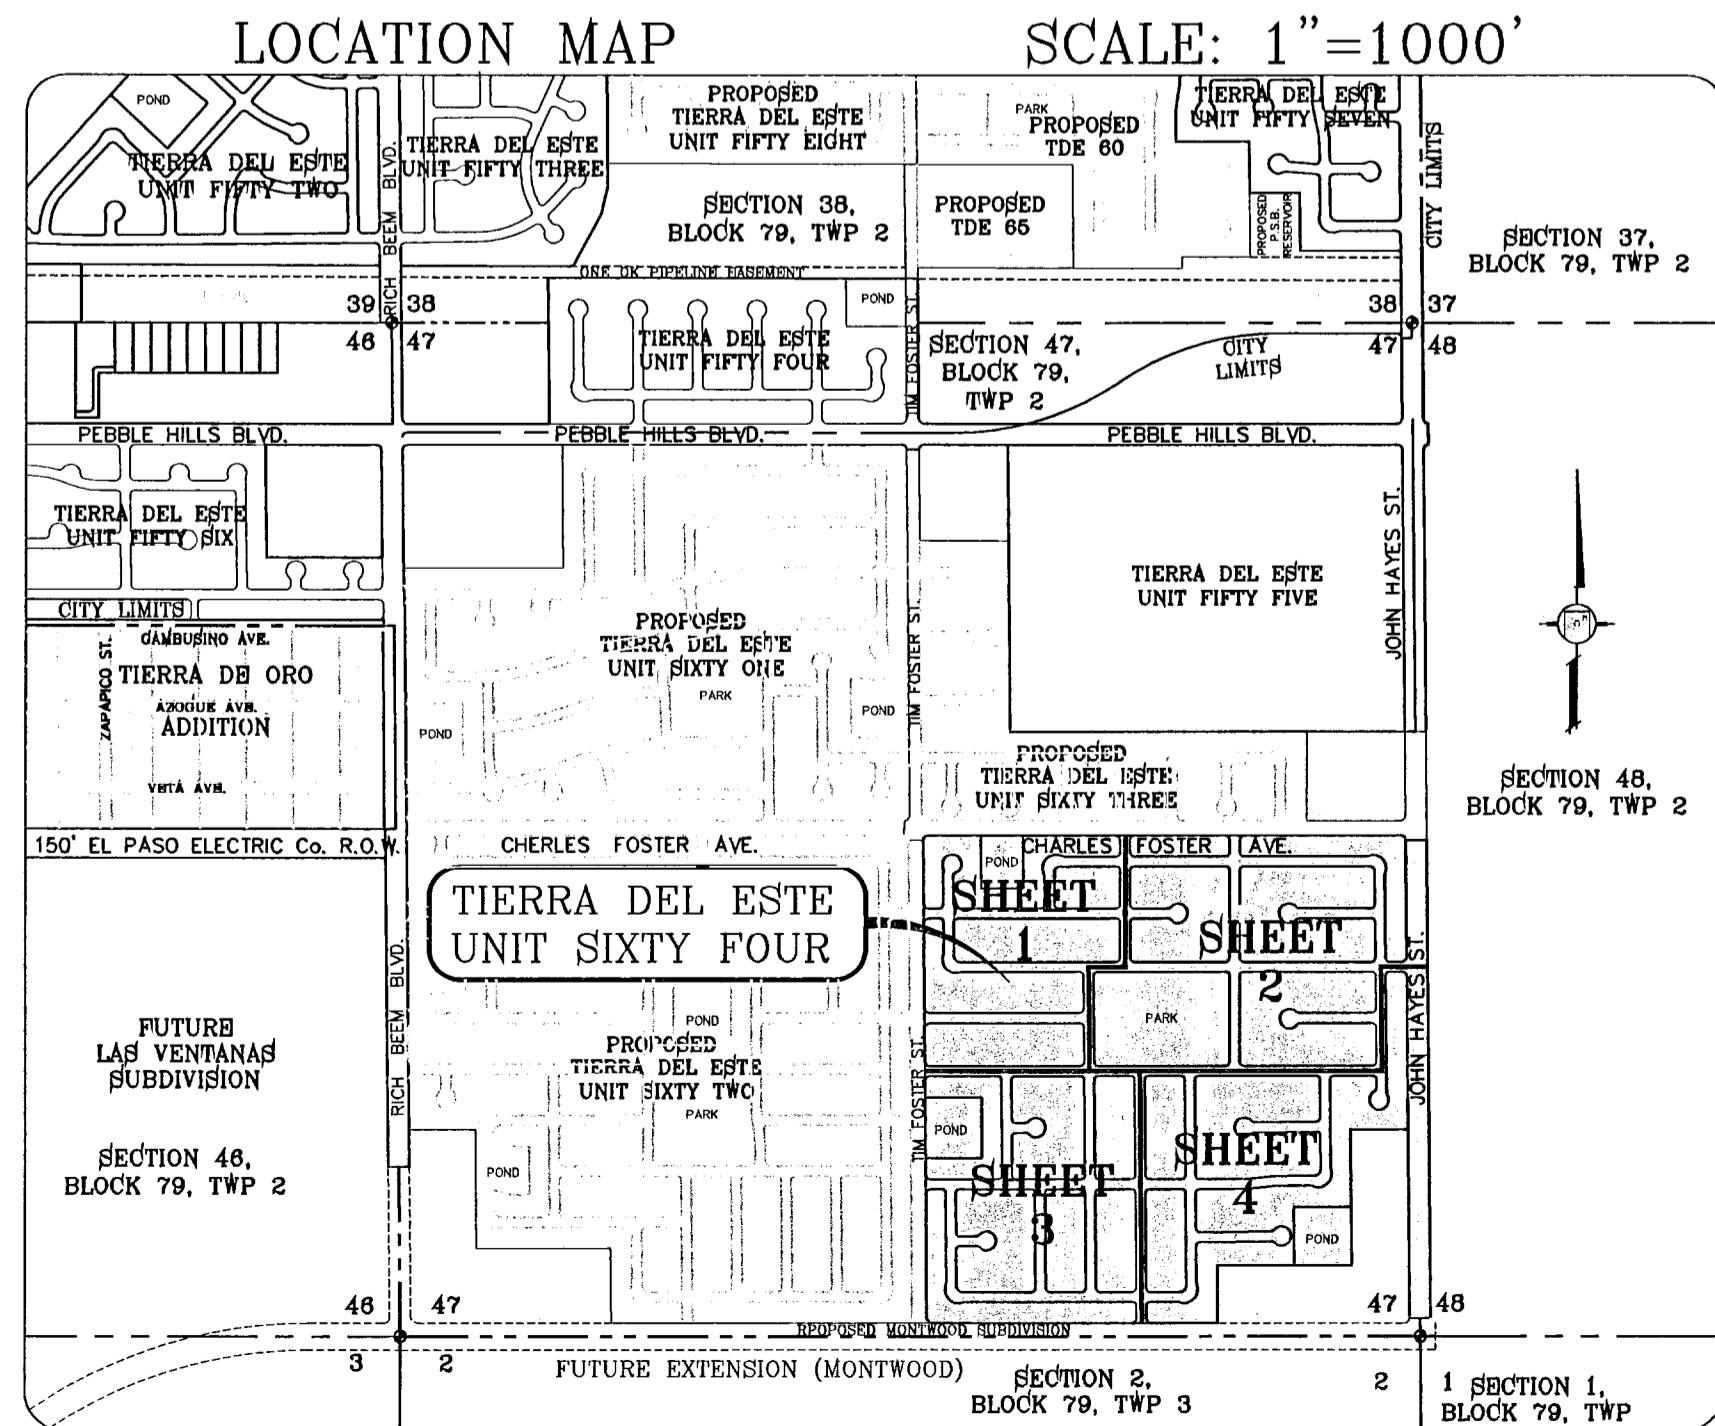 LOCATION MAP
SCALE: 1"=1000'
POND
TIERRA DEL ESTE
UNIT FIFTY TWO
RICH BEEM BLVD.
TIERRA DEL ESTE
UNIT FIFTY THREE
PROPOSED
TIERRA DEL ESTE
UNIT FIFTY EIGHT
SECTION 38,
BLOCK 79, TWP 2
PARK
PROPOSED
TDE 60
PROPOSED
TDE 65
TIERRA DEL ESTE
UNIT FIFTY SEVEN
PROPOSED
P.S.B.
RESERVOIR
CITY LIMITS
SECTION 37,
BLOCK 79, TWP 2
ONE OK PIPELINE EASEMENT
39 38
46 47
TIERRA DEL ESTE
UNIT FIFTY FOUR
POND
TIM FOSTER ST.
SECTION 47,
BLOCK 79,
TWP 2
CITY
LIMITS
38 37
47 48
PEBBLE HILLS BLVD.
PEBBLE HILLS BLVD.
PEBBLE HILLS BLVD.
TIERRA DEL ESTE
UNIT FIFTY SIX
CITY LIMITS
GAMBUSINO AVE.
ZAPAPICO ST.
TIERRA DE ORO
AZOGUE AVE.
ADDITION
VETA AVE.
150' EL PASO ELECTRIC Co. R.O.W.
PROPOSED
TIERRA DEL ESTE
UNIT SIXTY ONE
PARK
POND
POND
TIM FOSTER ST.
TIERRA DEL ESTE
UNIT FIFTY FIVE
JOHN HAYES ST.
PROPOSED
TIERRA DEL ESTE
UNIT SIXTY THREE
SECTION 48,
BLOCK 79, TWP 2
CHERLES FOSTER AVE.
CHARLES FOSTER AVE.
TIERRA DEL ESTE
UNIT SIXTY FOUR
POND
SHEET
1
SHEET
2
PARK
JOHN HAYES ST.
RICH BEEM BLVD.
FUTURE
LAS VENTANAS
SUBDIVISION
SECTION 46,
BLOCK 79, TWP 2
POND
PROPOSED
TIERRA DEL ESTE
UNIT SIXTY TWO
PARK
POND
TIM FOSTER ST.
POND
SHEET
3
SHEET
4
POND
46 47
47 48
RPOPOSED MONTWOOD SUBDIVISION
3 2
FUTURE EXTENSION (MONTWOOD)
SECTION 2,
BLOCK 79, TWP 3
2 1
SECTION 1,
BLOCK 79, TWP